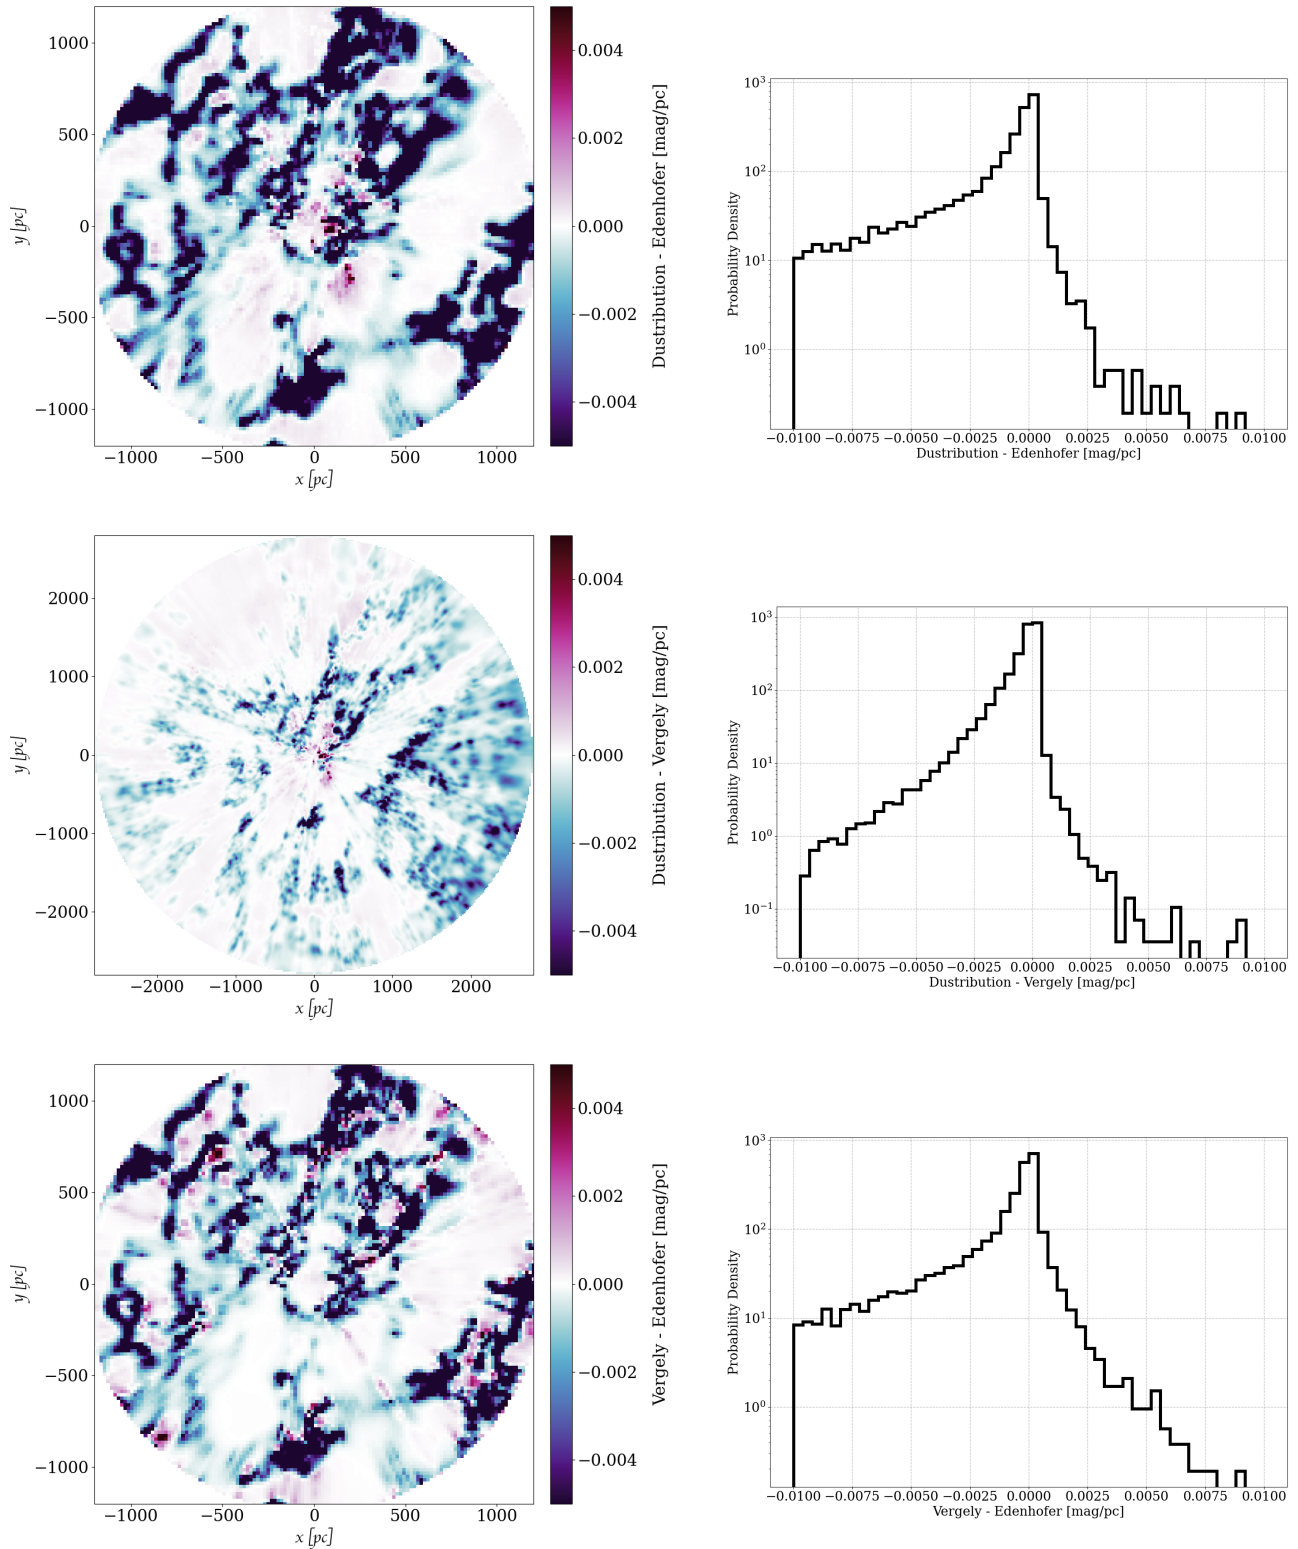 1000
500
0
−500
−1000
y [pc]
−1000 −500 0 500 1000
x [pc]
0.004
0.002
0.000
−0.002
−0.004
Dustribution - Edenhofer [mag/pc]
10³
10²
10¹
10⁰
Probability Density
−0.0100 −0.0075 −0.0050 −0.0025 0.0000 0.0025 0.0050 0.0075 0.0100
Dustribution - Edenhofer [mag/pc]
2000
1000
0
−1000
−2000
y [pc]
−2000 −1000 0 1000 2000
x [pc]
0.004
0.002
0.000
−0.002
−0.004
Dustribution - Vergely [mag/pc]
10³
10²
10¹
10⁰
10⁻¹
Probability Density
−0.0100 −0.0075 −0.0050 −0.0025 0.0000 0.0025 0.0050 0.0075 0.0100
Dustribution - Vergely [mag/pc]
1000
500
0
−500
−1000
y [pc]
−1000 −500 0 500 1000
x [pc]
0.004
0.002
0.000
−0.002
−0.004
Vergely - Edenhofer [mag/pc]
10³
10²
10¹
10⁰
Probability Density
−0.0100 −0.0075 −0.0050 −0.0025 0.0000 0.0025 0.0050 0.0075 0.0100
Vergely - Edenhofer [mag/pc]